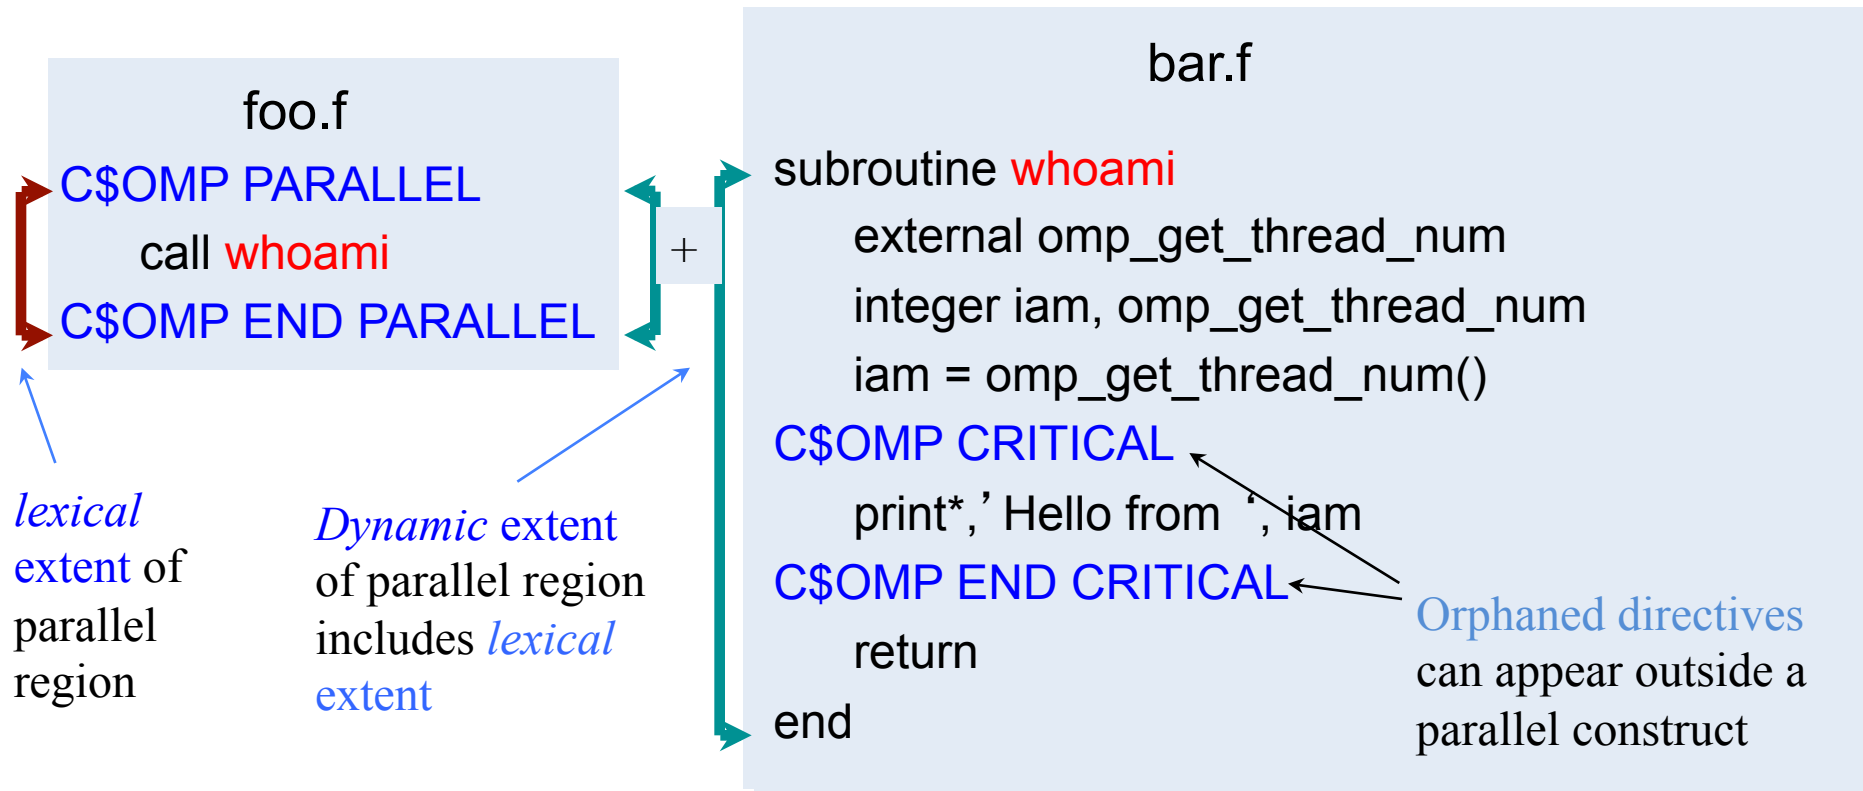 foo.f
C$OMP PARALLEL
call whoami
C$OMP END PARALLEL
+
lexical
extent of
parallel
region
Dynamic extent
of parallel region
includes lexical
extent
bar.f
subroutine whoami
external omp_get_thread_num
integer iam, omp_get_thread_num
iam = omp_get_thread_num()
C$OMP CRITICAL
print*,’ Hello from ‘, iam
C$OMP END CRITICAL
return
end
Orphaned directives
can appear outside a
parallel construct